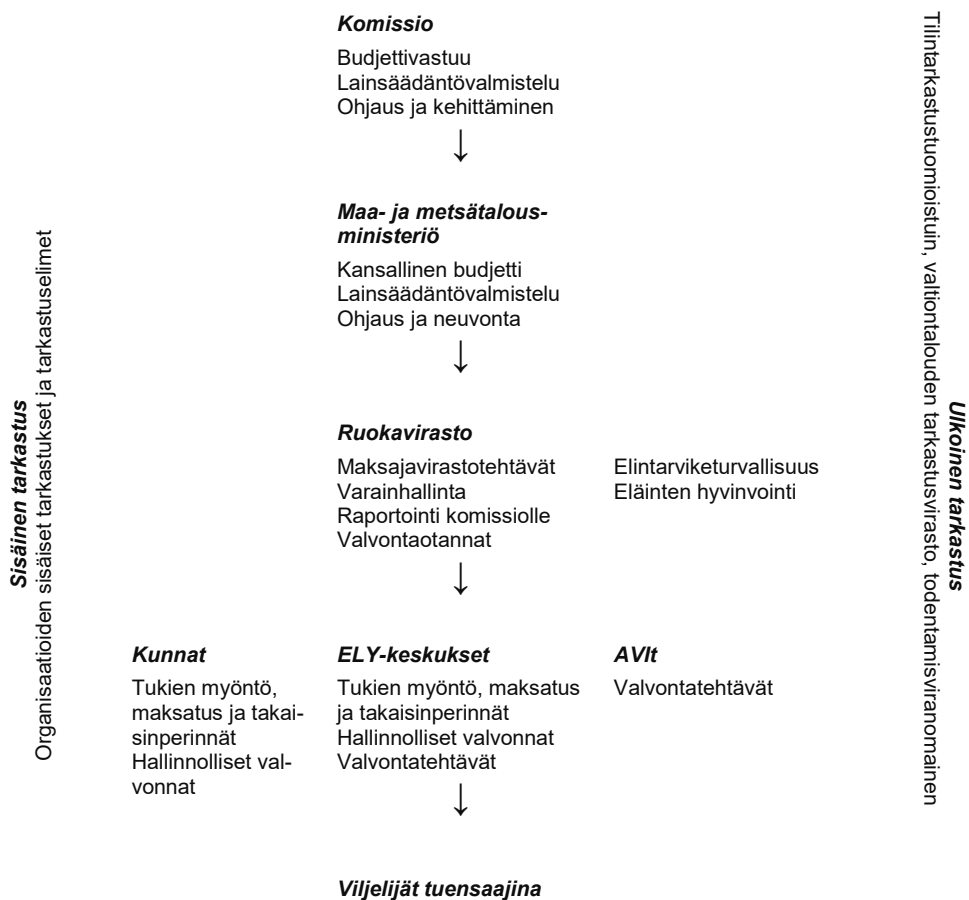 Komissio
Budjettivastuu
Lainsäädäntövalmistelu
Ohjaus ja kehittäminen
↓
Maa- ja metsätalous-
ministeriö
Kansallinen budjetti
Lainsäädäntövalmistelu
Ohjaus ja neuvonta
↓
Ruokavirasto
Maksajavirastotehtävät
Varainhallinta
Raportointi komissiolle
Valvontaotannat
Elintarviketurvallisuus
Eläinten hyvinvointi
↓
Kunnat
Tukien myöntö,
maksatus ja takai-
sinperinnät
Hallinnolliset val-
vonnat
ELY-keskukset
Tukien myöntö, maksatus
ja takaisinperinnät
Hallinnolliset valvonnat
Valvontatehtävät
AVIt
Valvontatehtävät
↓
Viljelijät tuensaajina
Sisäinen tarkastus
Organisaatioiden sisäiset tarkastukset ja tarkastuselimet
Ulkoinen tarkastus
Tilintarkastustuomioistuin, valtiontalouden tarkastusvirasto, todentamisviranomainen